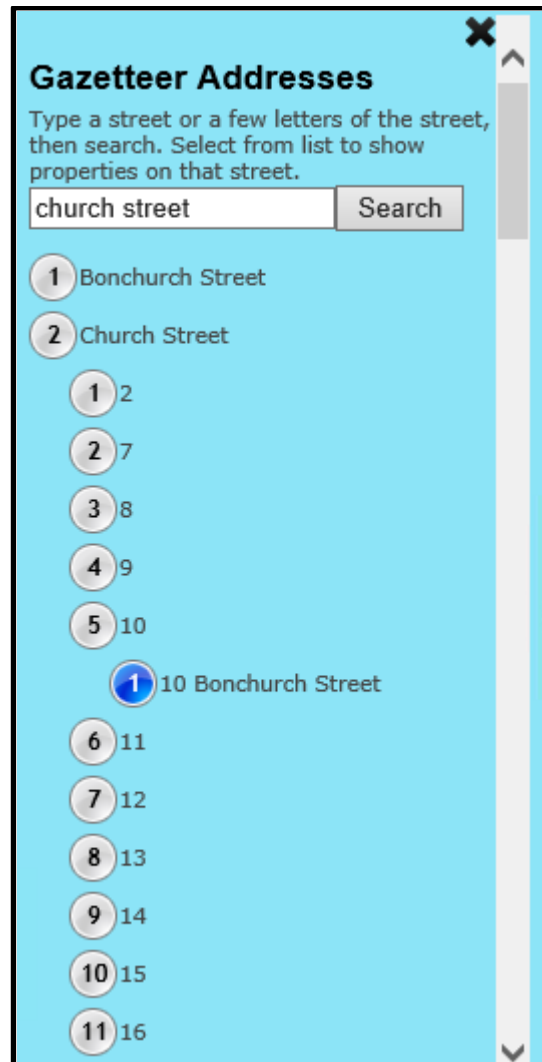 Gazetteer Addresses
Type a street or a few letters of the street,
then search. Select from list to show
properties on that street.
church street Search
1 Bonchurch Street
2 Church Street
1 2
2 7
3 8
4 9
5 10
1 10 Bonchurch Street
6 11
7 12
8 13
9 14
10 15
11 16